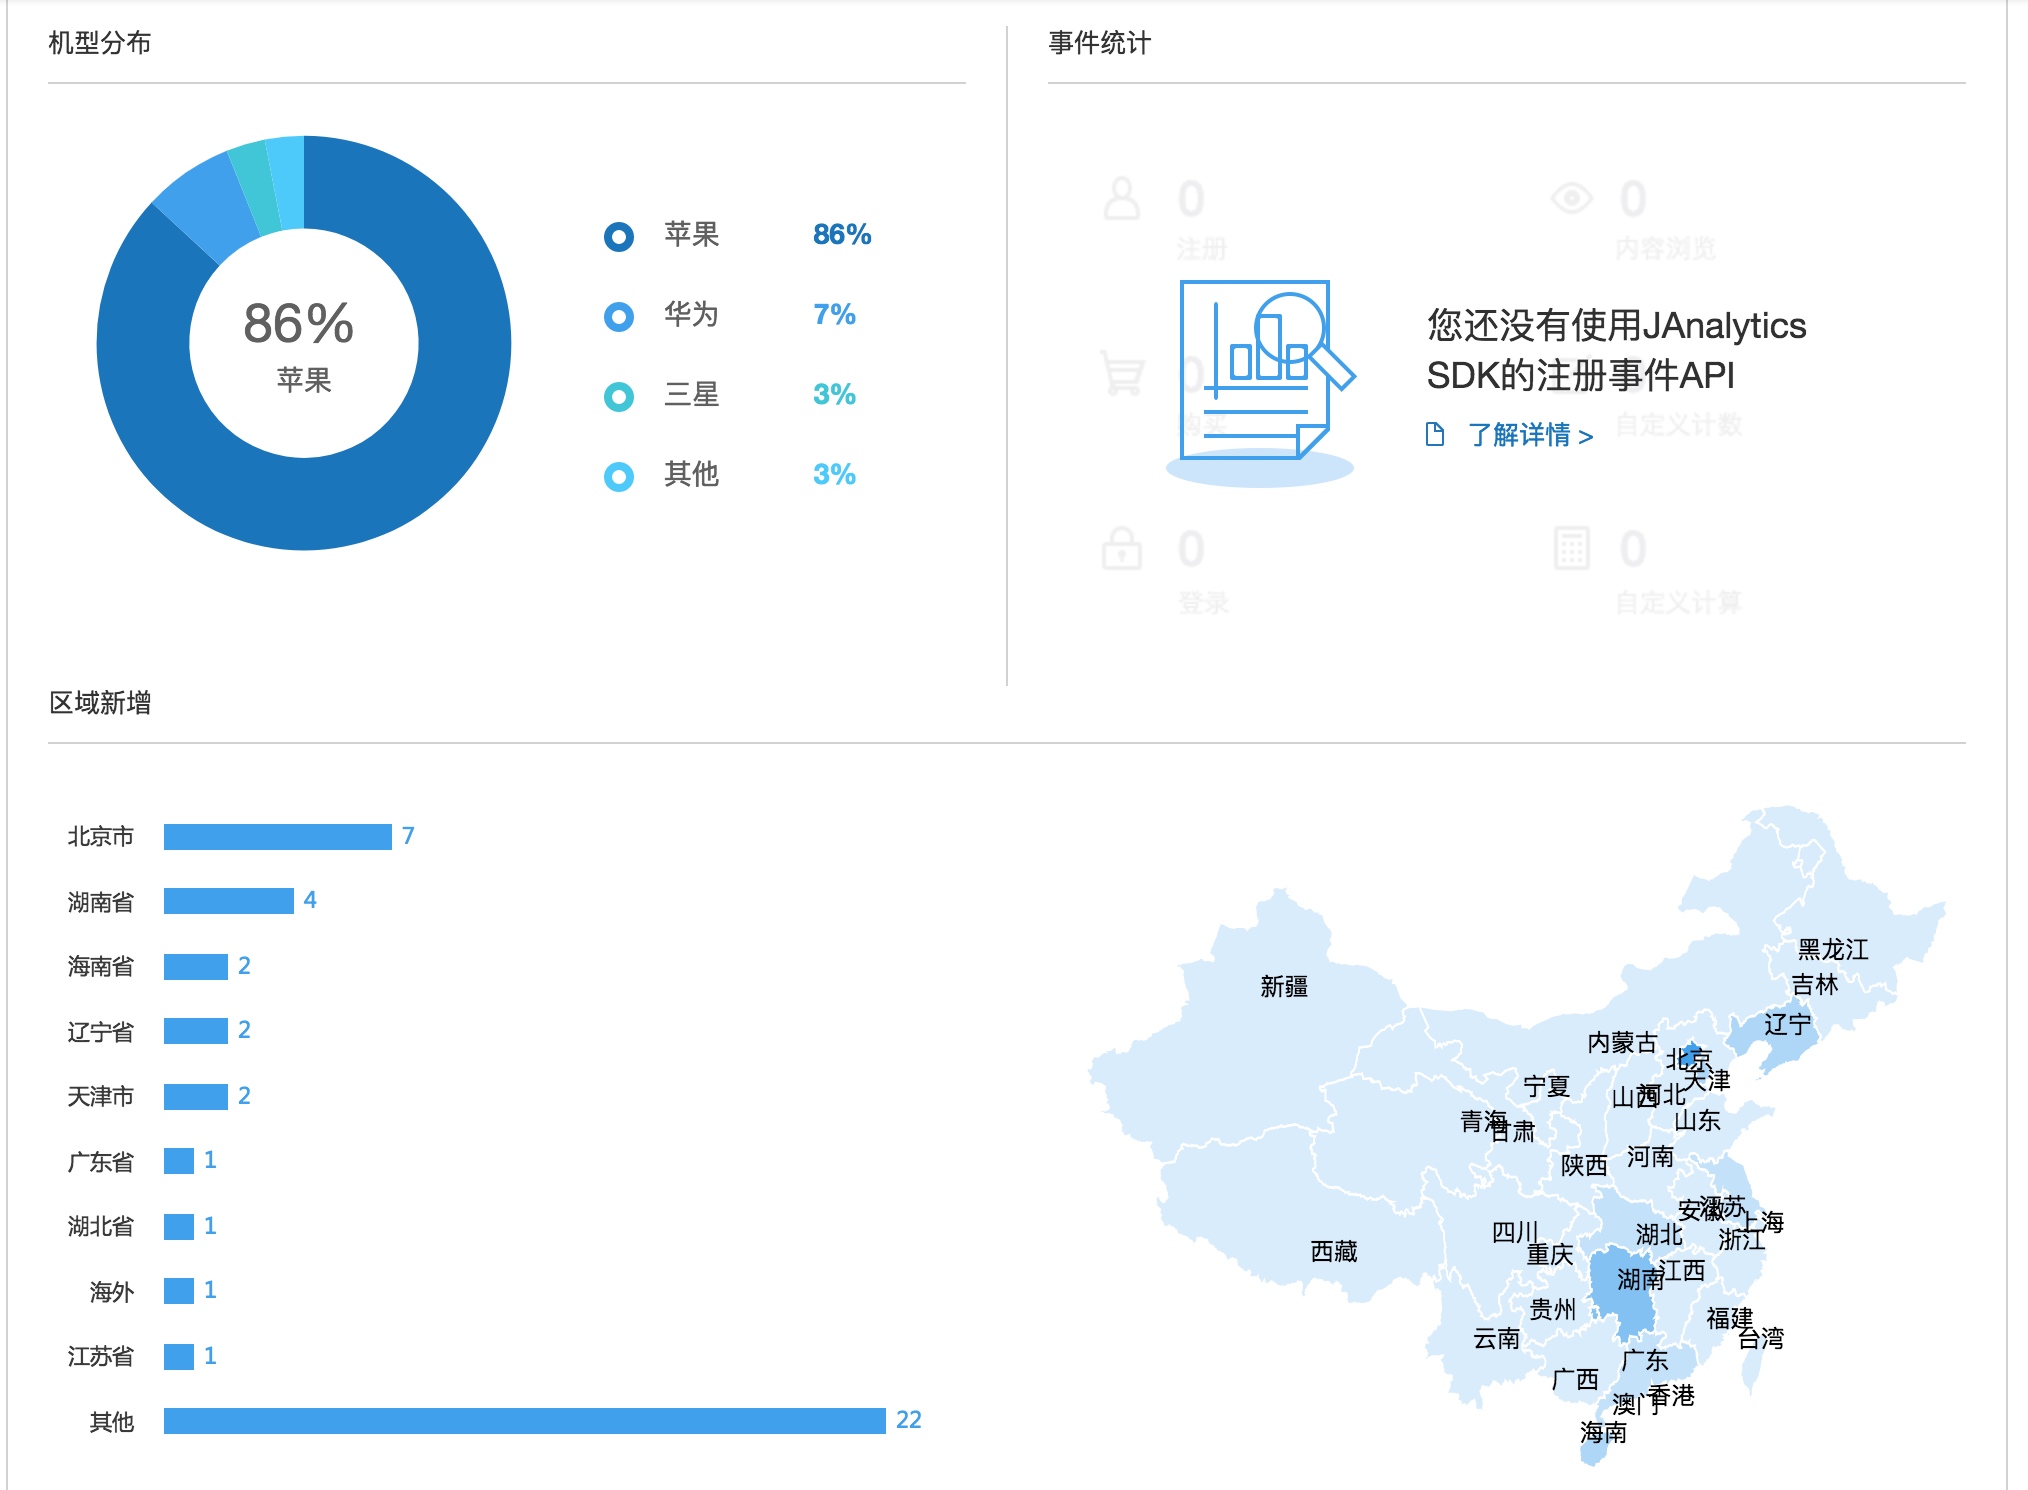 机型分布
86%
苹果
苹果 86%
华为 7%
三星 3%
其他 3%
事件统计
0
注册
0
内容浏览
您还没有使用JAnalytics
SDK的注册事件API
了解详情 >
0
购买
自定义计数
0
登录
0
自定义计算
区域新增
北京市 7
湖南省 4
海南省 2
辽宁省 2
天津市 2
广东省 1
湖北省 1
海外 1
江苏省 1
其他 22
黑龙江
吉林
新疆
辽宁
内蒙古
北京
天津
宁夏
山西
河北
青海
甘肃
山东
河南
陕西
安徽
江苏
上海
四川
湖北
浙江
西藏
重庆
湖南
江西
贵州
福建
云南
台湾
广东
广西
香港
澳门
海南